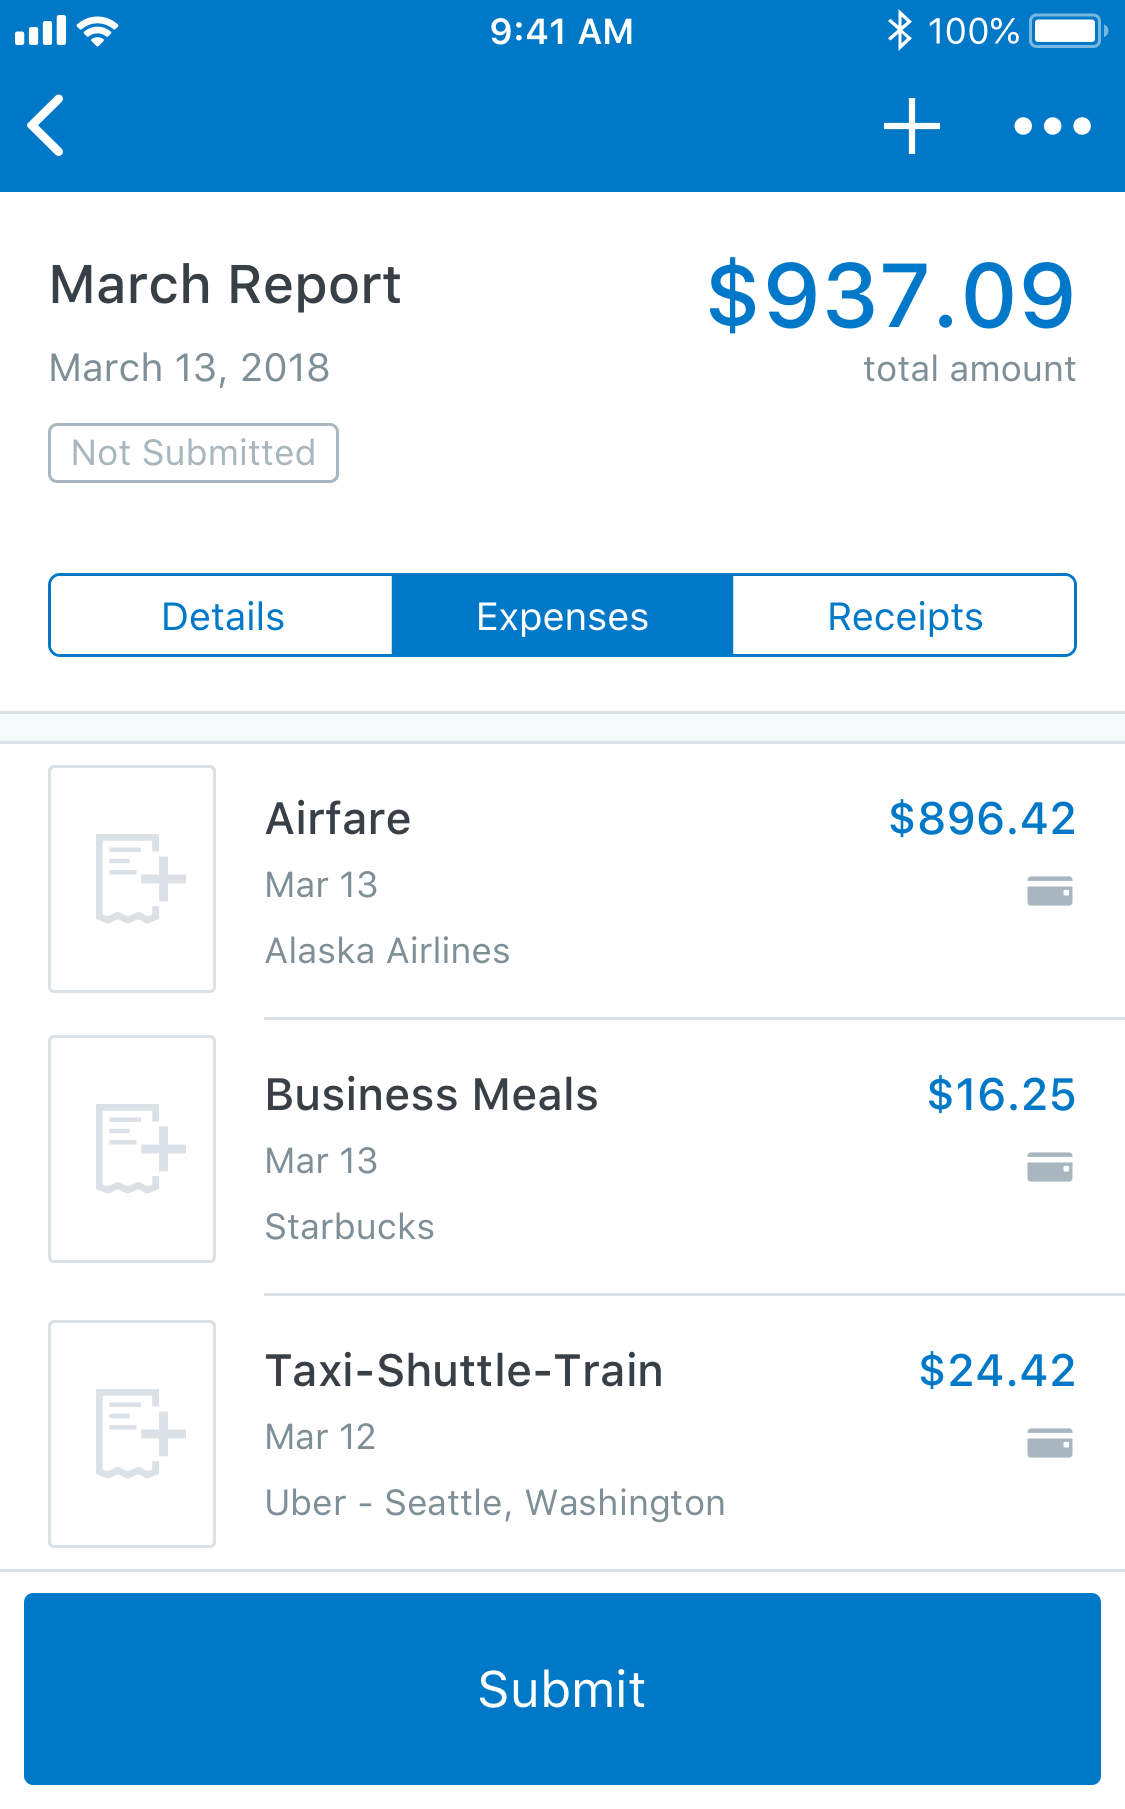 9:41 AM 100%
March Report $937.09
March 13, 2018 total amount
Not Submitted
Details Expenses Receipts
Airfare $896.42
Mar 13
Alaska Airlines
Business Meals $16.25
Mar 13
Starbucks
Taxi-Shuttle-Train $24.42
Mar 12
Uber - Seattle, Washington
Submit